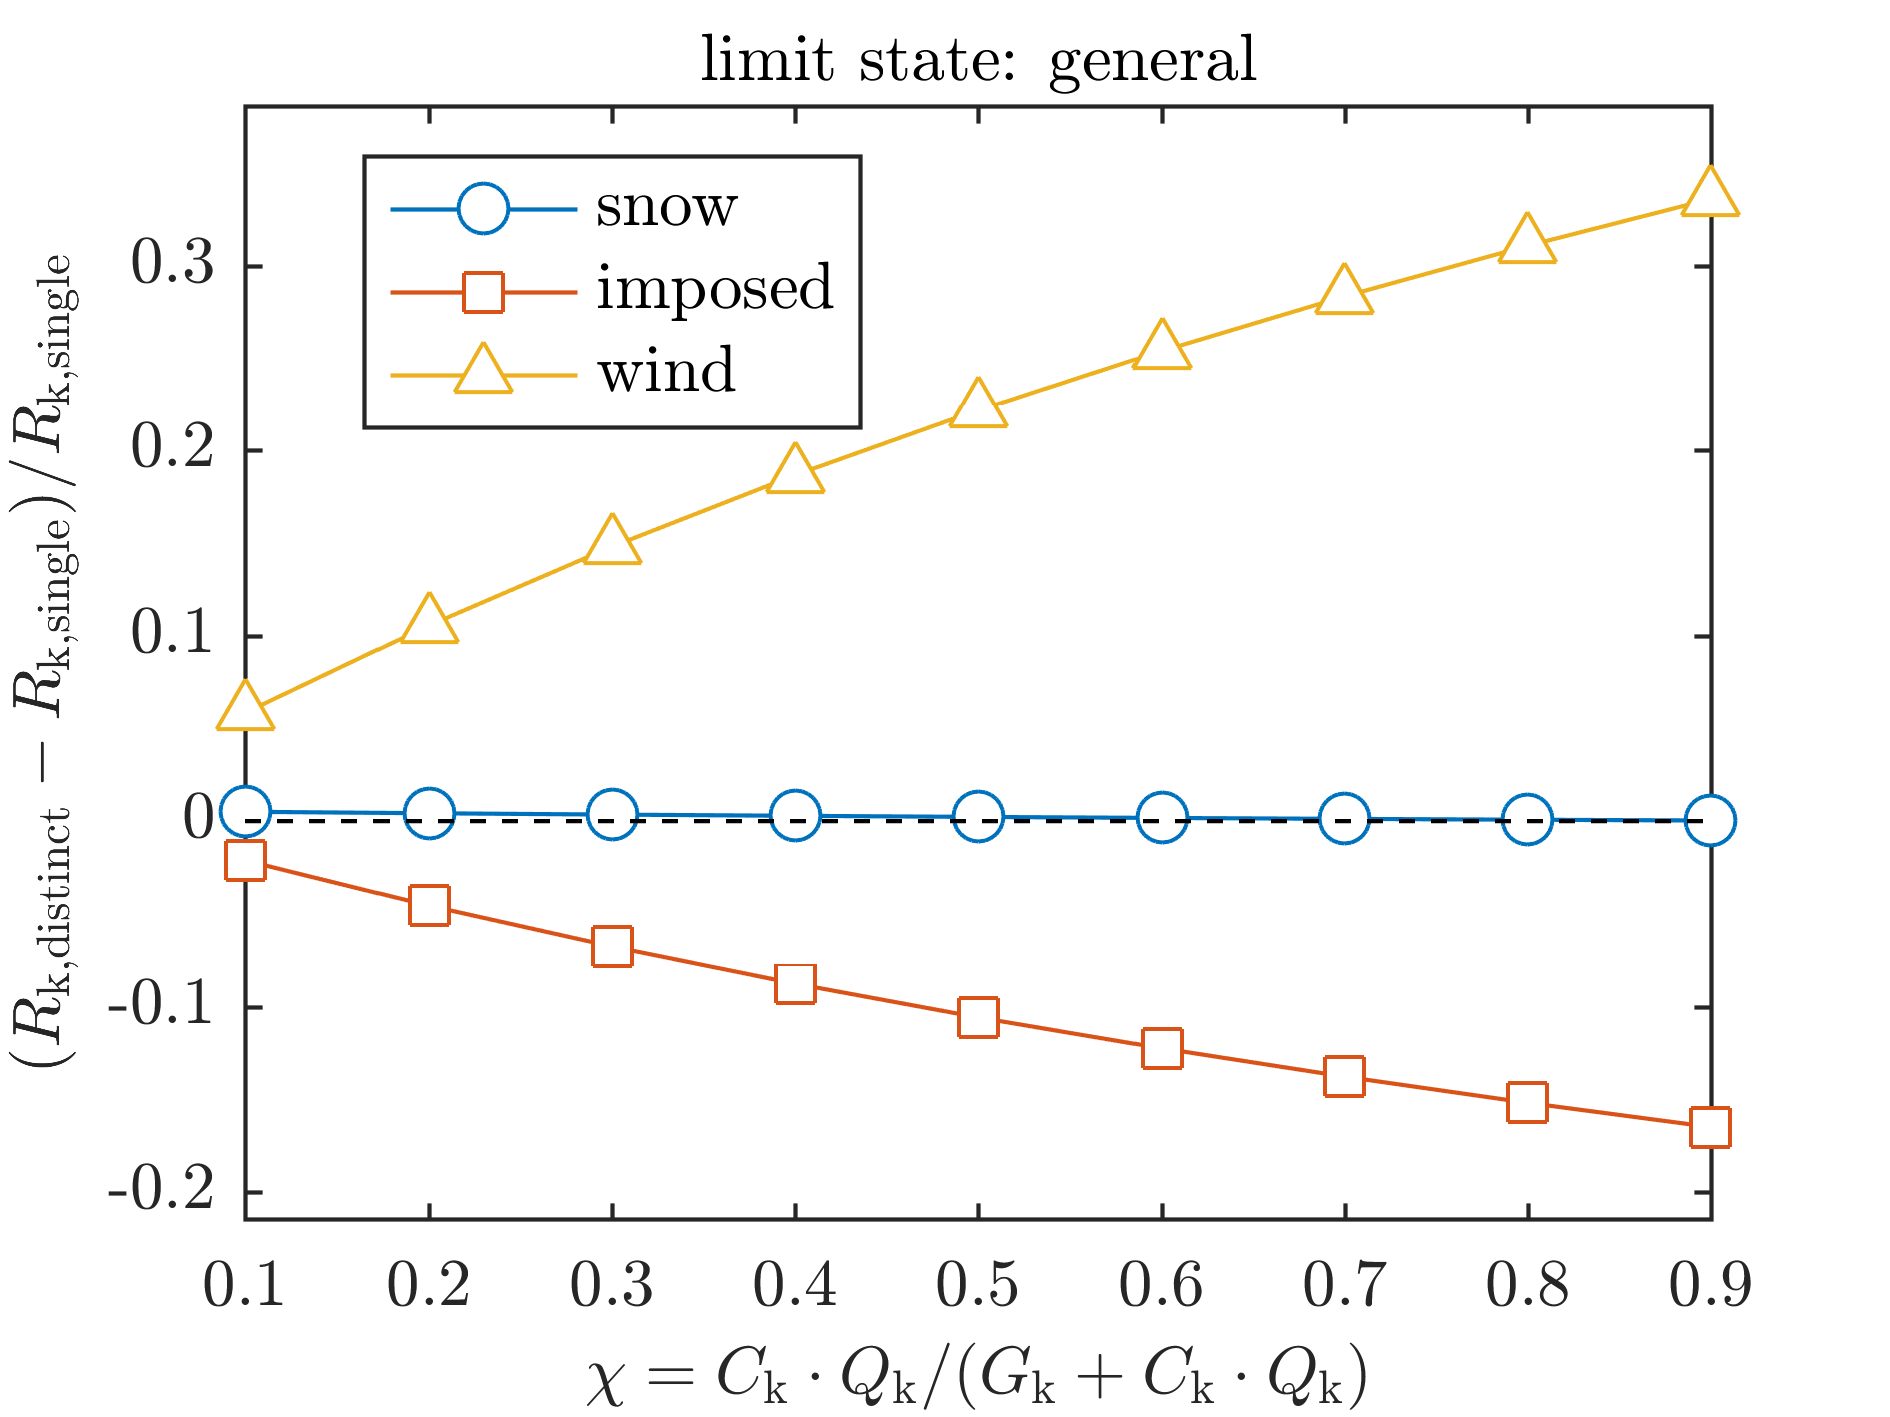 limit state: general
snow
imposed
wind
(R_k,distinct − R_k,single)/R_k,single
0.3
0.2
0.1
0
-0.1
-0.2
0.1 0.2 0.3 0.4 0.5 0.6 0.7 0.8 0.9
χ = C_k · Q_k/(G_k + C_k · Q_k)